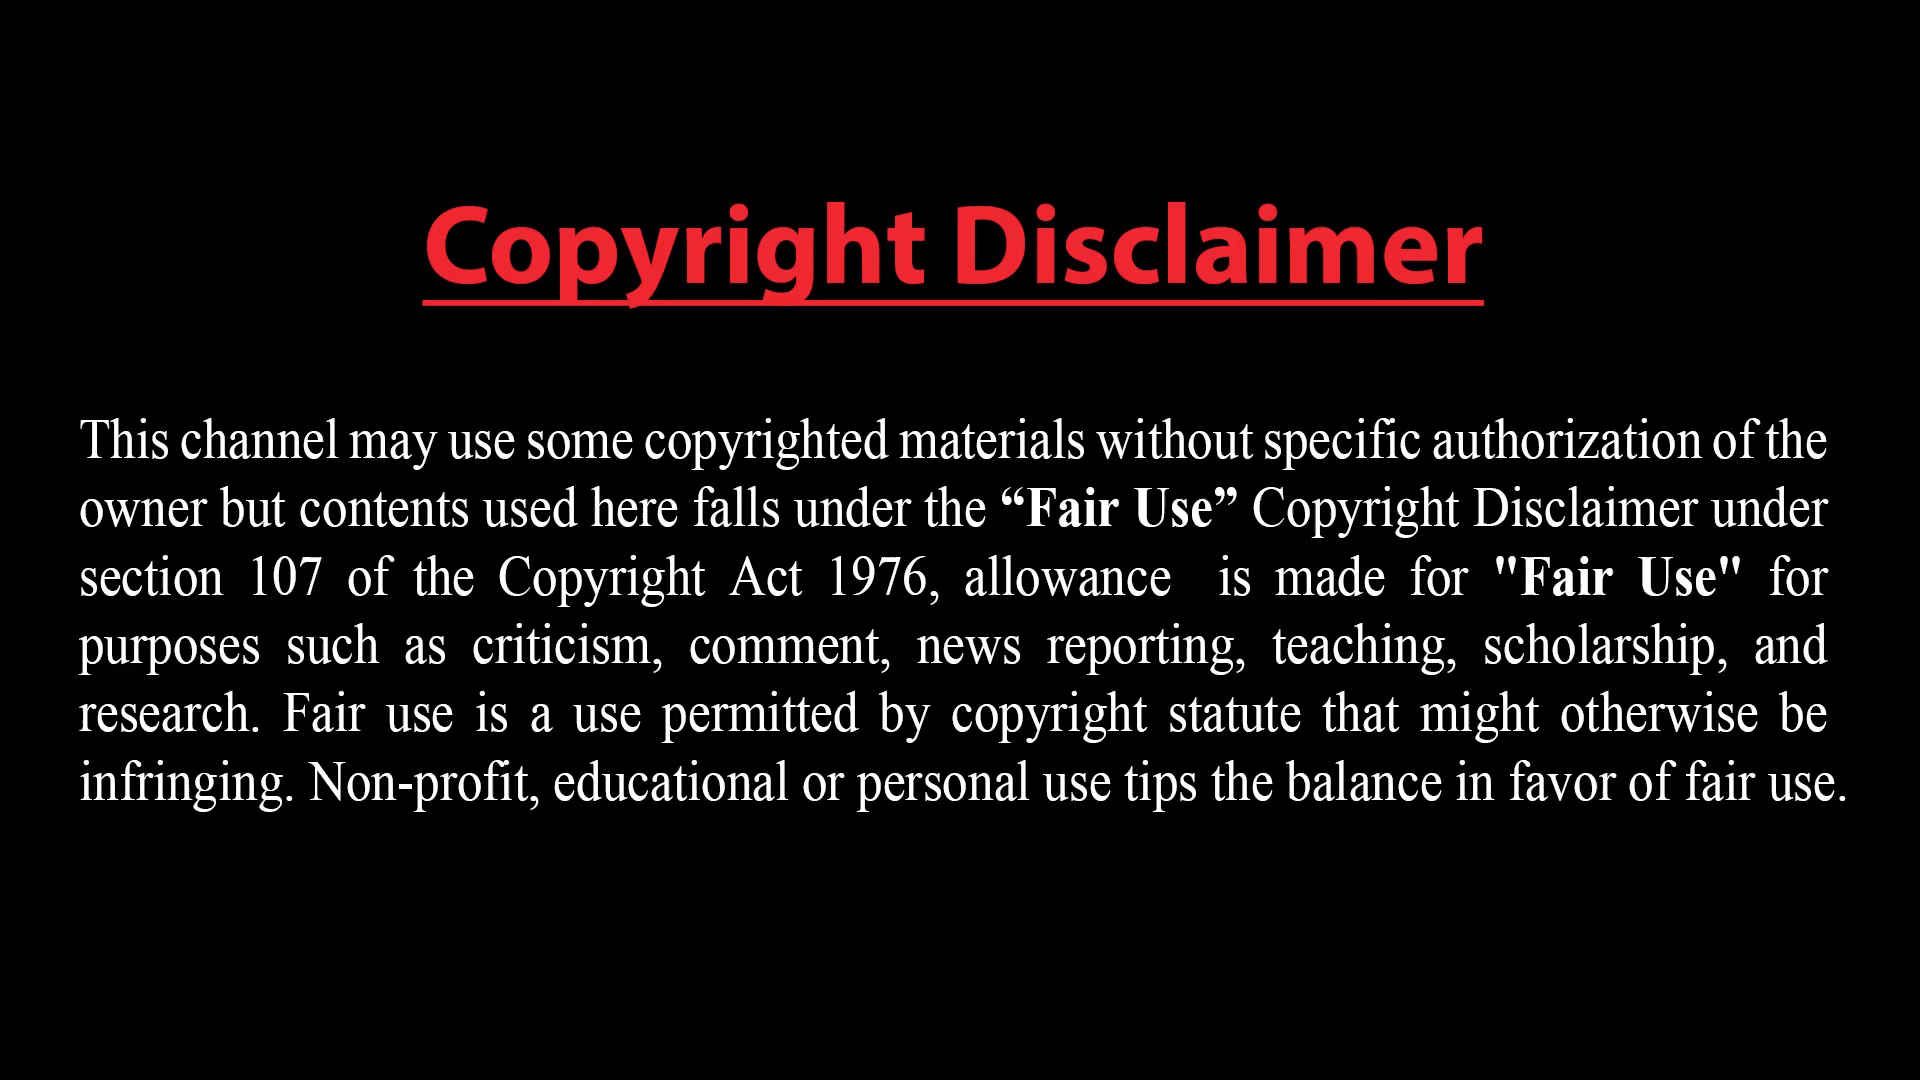 Copyright Disclaimer
This channel may use some copyrighted materials without specific authorization of the
owner but contents used here falls under the “Fair Use” Copyright Disclaimer under
section 107 of the Copyright Act 1976, allowance  is made for "Fair Use" for
purposes such as criticism, comment, news reporting, teaching, scholarship, and
research. Fair use is a use permitted by copyright statute that might otherwise be
infringing. Non-profit, educational or personal use tips the balance in favor of fair use.